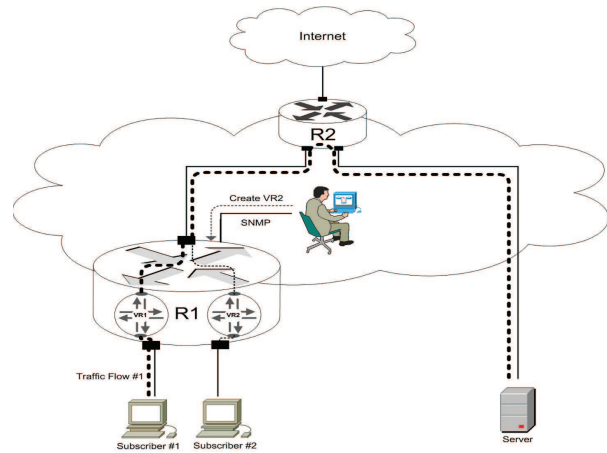 Internet
R2
Create VR2
SNMP
R1
VR1
VR2
Traffic Flow #1
Subscriber #1
Subscriber #2
Server